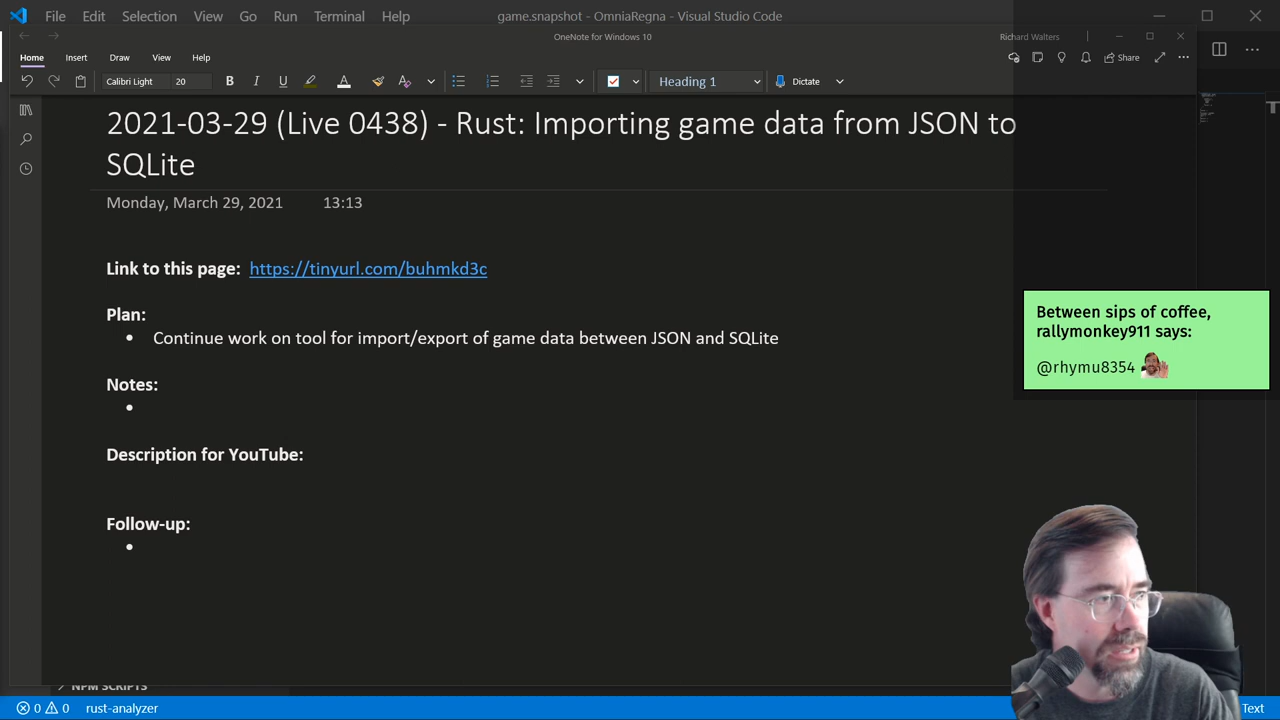 File Edit Selection View Go Run Terminal Help game.snapshot - OmniaRegna - Visual Studio Code
OneNote for Windows 10 Richard Walters
Home Insert Draw View Help Share
Calibri Light 20 B I U A Heading 1 Dictate
2021-03-29 (Live 0438) - Rust: Importing game data from JSON to
SQLite
Monday, March 29, 2021 13:13
Link to this page: https://tinyurl.com/buhmkd3c
Plan:
Continue work on tool for import/export of game data between JSON and SQLite
Between sips of coffee,
rallymonkey911 says:
@rhymu8354
Notes:
Description for YouTube:
Follow-up:
NPM SCRIPTS
0 0 rust-analyzer Text